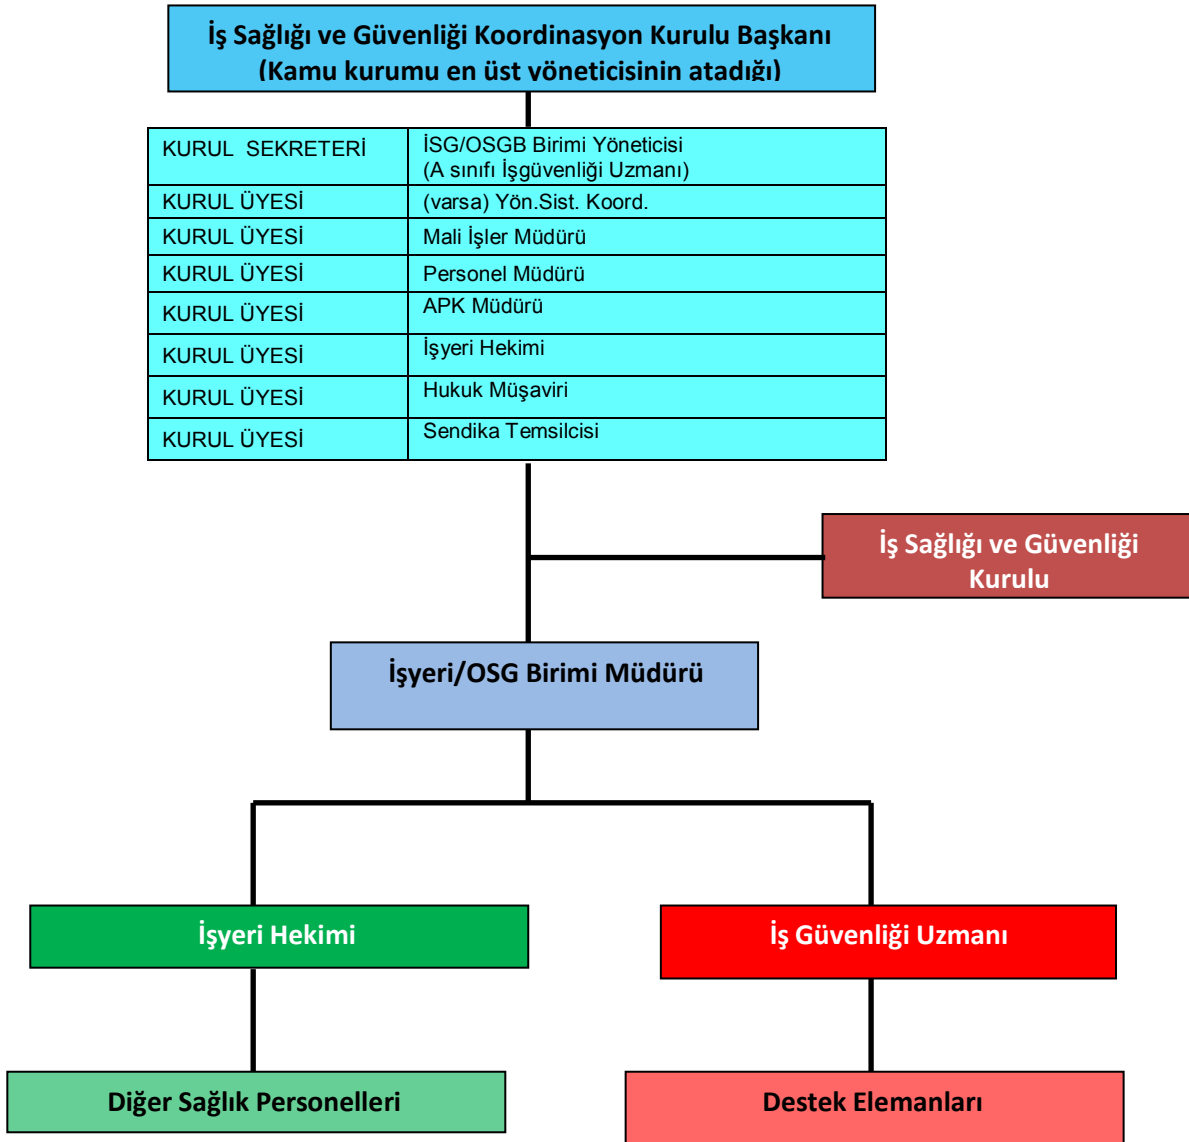 İş Sağlığı ve Güvenliği Koordinasyon Kurulu Başkanı
(Kamu kurumu en üst yöneticisinin atadığı)
KURUL SEKRETERİ İSG/OSGB Birimi Yöneticisi
(A sınıfı İşgüvenliği Uzmanı)
KURUL ÜYESİ (varsa) Yön.Sist. Koord.
KURUL ÜYESİ Mali İşler Müdürü
KURUL ÜYESİ Personel Müdürü
KURUL ÜYESİ APK Müdürü
KURUL ÜYESİ İşyeri Hekimi
KURUL ÜYESİ Hukuk Müşaviri
KURUL ÜYESİ Sendika Temsilcisi
İş Sağlığı ve Güvenliği
Kurulu
İşyeri/OSG Birimi Müdürü
İşyeri Hekimi
İş Güvenliği Uzmanı
Diğer Sağlık Personelleri
Destek Elemanları